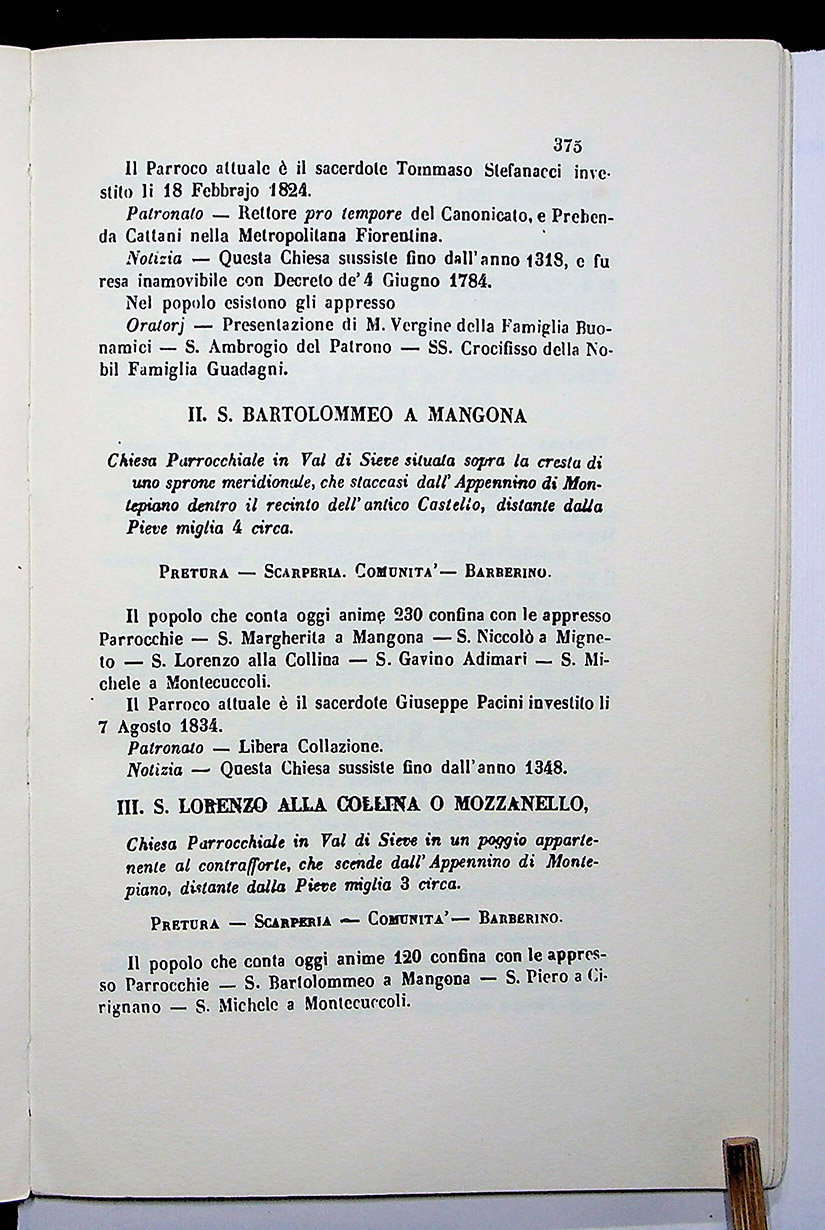 375
Il Parroco attuale è il sacerdote Tommaso Stefanacci inve-
stito li 18 Febbrajo 1824.
Patronato — Rettore pro tempore del Canonicato, e Preben-
da Cattani nella Metropolitana Fiorentina.
Notizia — Questa Chiesa sussiste fino dall'anno 1318, e fu
resa inamovibile con Decreto de' 4 Giugno 1784.
Nel popolo esistono gli appresso
Oratorj — Presentazione di M. Vergine della Famiglia Buo-
namici — S. Ambrogio del Patrono — SS. Crocifisso della No-
bil Famiglia Guadagni.
II. S. BARTOLOMMEO A MANGONA
Chiesa Parrocchiale in Val di Sieve situata sopra la cresta di
uno sprone meridionale, che staccasi dall' Appennino di Mon-
tepiano dentro il recinto dell' antico Castello, distante dalla
Pieve miglia 4 circa.
PRETURA — SCARPERIA. COMUNITA' — BARBERINO.
Il popolo che conta oggi anime 230 confina con le appresso
Parrocchie — S. Margherita a Mangona — S. Niccolò a Migne-
to — S. Lorenzo alla Collina — S. Gavino Adimari — S. Mi-
chele a Montecuccoli.
Il Parroco attuale è il sacerdote Giuseppe Pacini investito li
7 Agosto 1834.
Patronato — Libera Collazione.
Notizia — Questa Chiesa sussiste fino dall'anno 1348.
III. S. LORENZO ALLA COLLINA O MOZZANELLO,
Chiesa Parrocchiale in Val di Sieve in un poggio apparte-
nente al contrafforte, che scende dall' Appennino di Monte-
piano, distante dalla Pieve miglia 3 circa.
PRETURA — SCARPERIA — COMUNITA' — BARBERINO.
Il popolo che conta oggi anime 120 confina con le appres-
so Parrocchie — S. Bartolommeo a Mangona — S. Piero a Ci-
rignano — S. Michele a Montecuccoli.